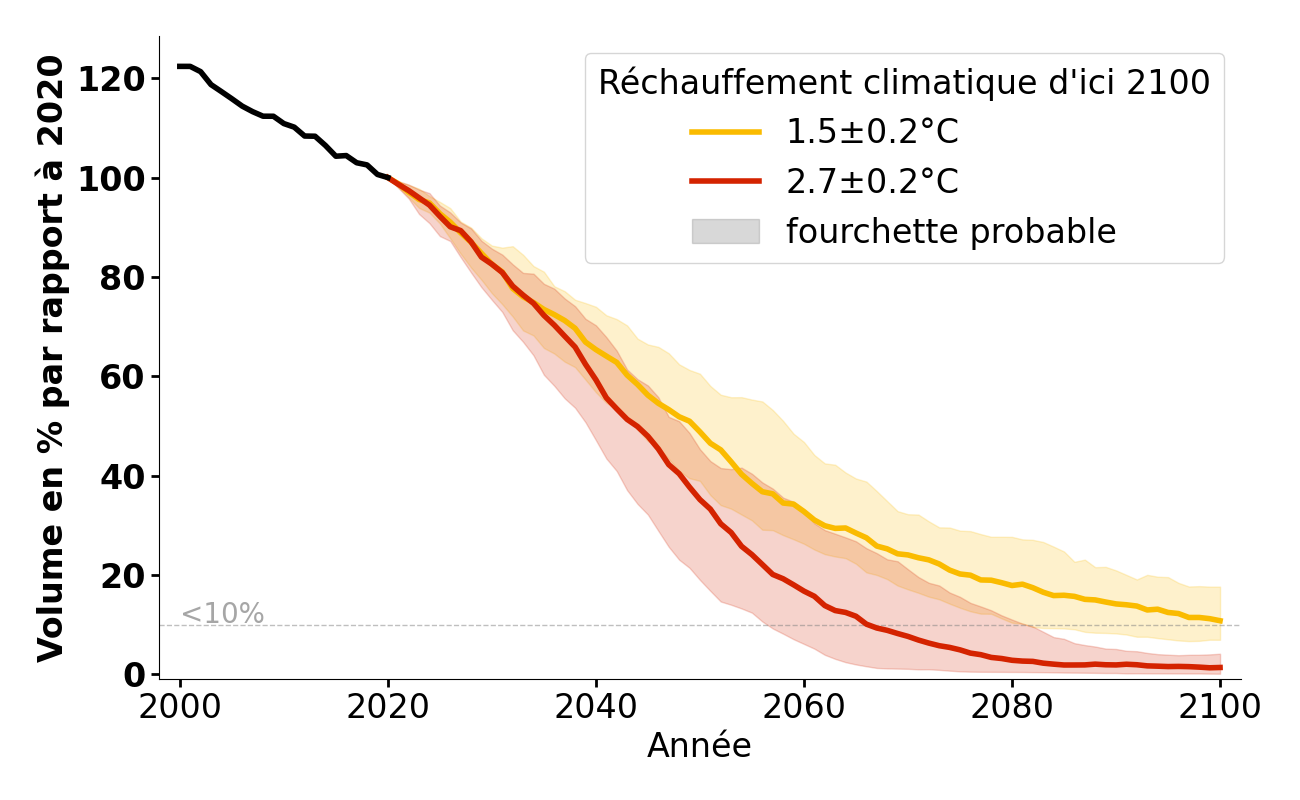 Volume en % par rapport à 2020
120
100
80
60
40
20
0
<10%
Réchauffement climatique d'ici 2100
1.5±0.2°C
2.7±0.2°C
fourchette probable
2000 2020 2040 2060 2080 2100
Année